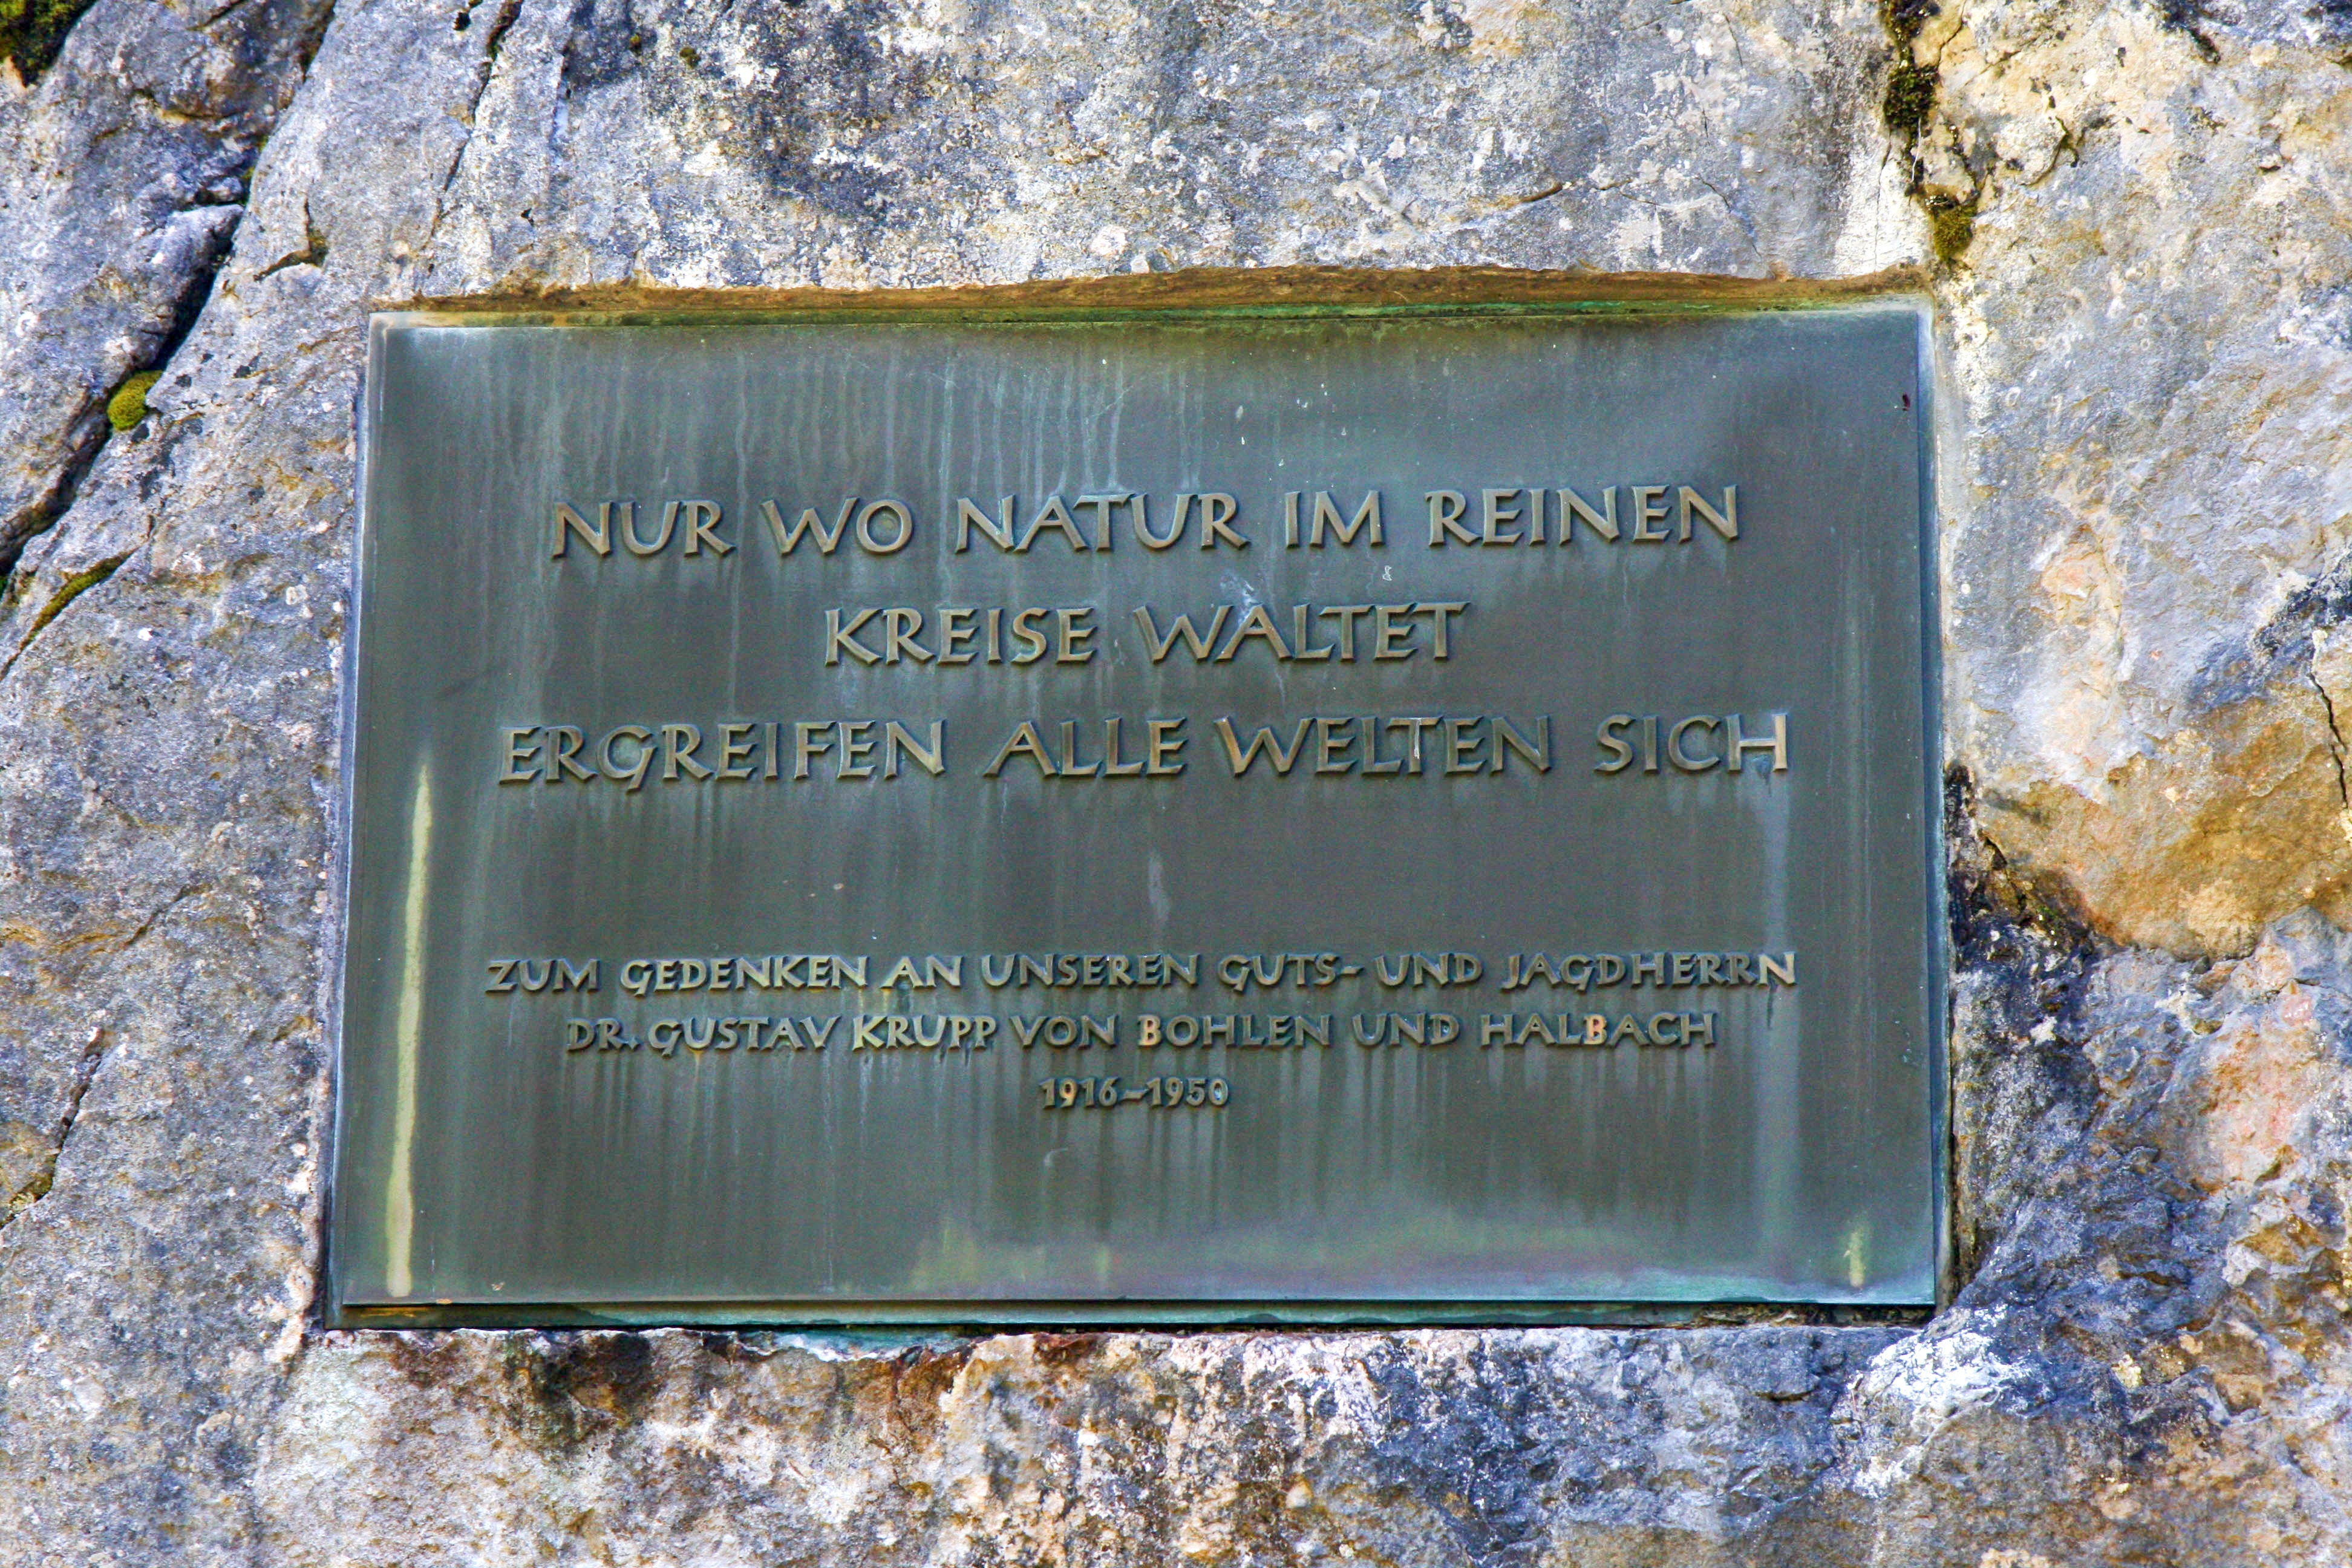 NUR WO NATUR IM REINEN
KREISE WALTET
ERGREIFEN ALLE WELTEN SICH
ZUM GEDENKEN AN UNSEREN GUTS- UND JAGDHERRN
DR. GUSTAV KRUPP VON BOHLEN UND HALBACH
1916–1950